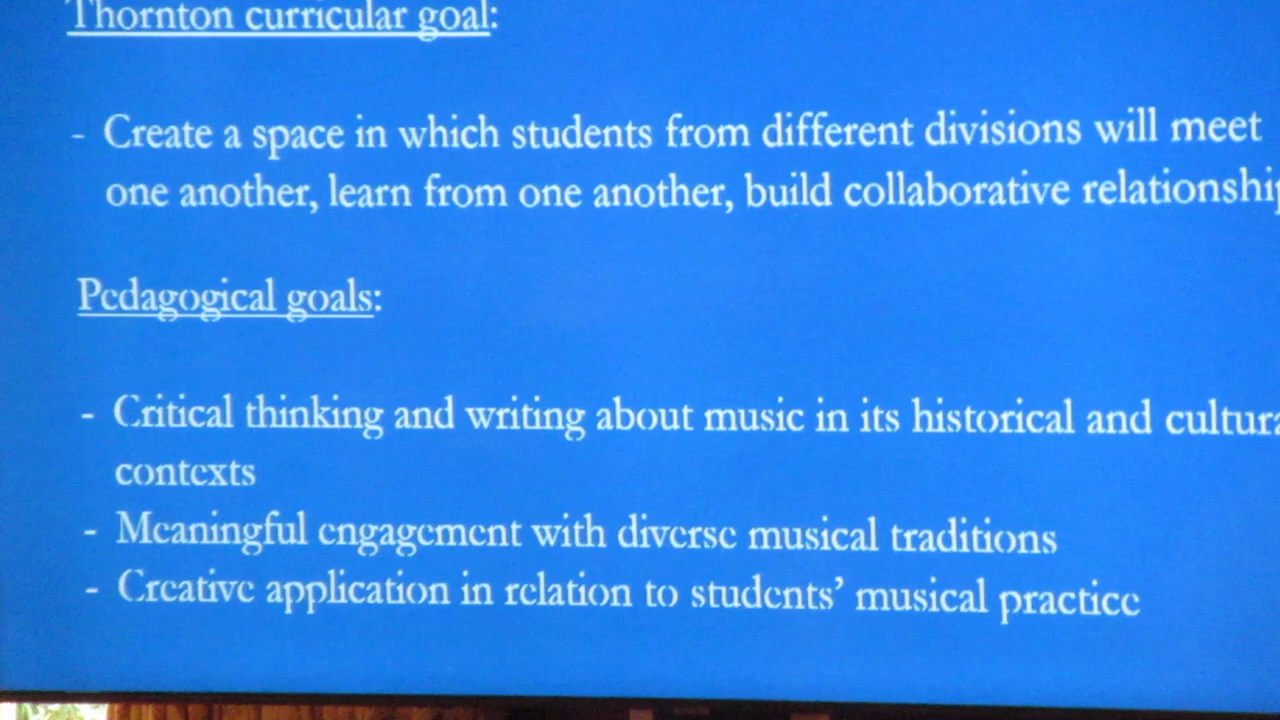 Thornton curricular goal:
- Create a space in which students from different divisions will meet
one another, learn from one another, build collaborative
Pedagogical goals:
- Critical thinking and writing about music in its historical and
contexts
- Meaningful engagement with diverse musical traditions
- Creative application in relation to students’ musical practice